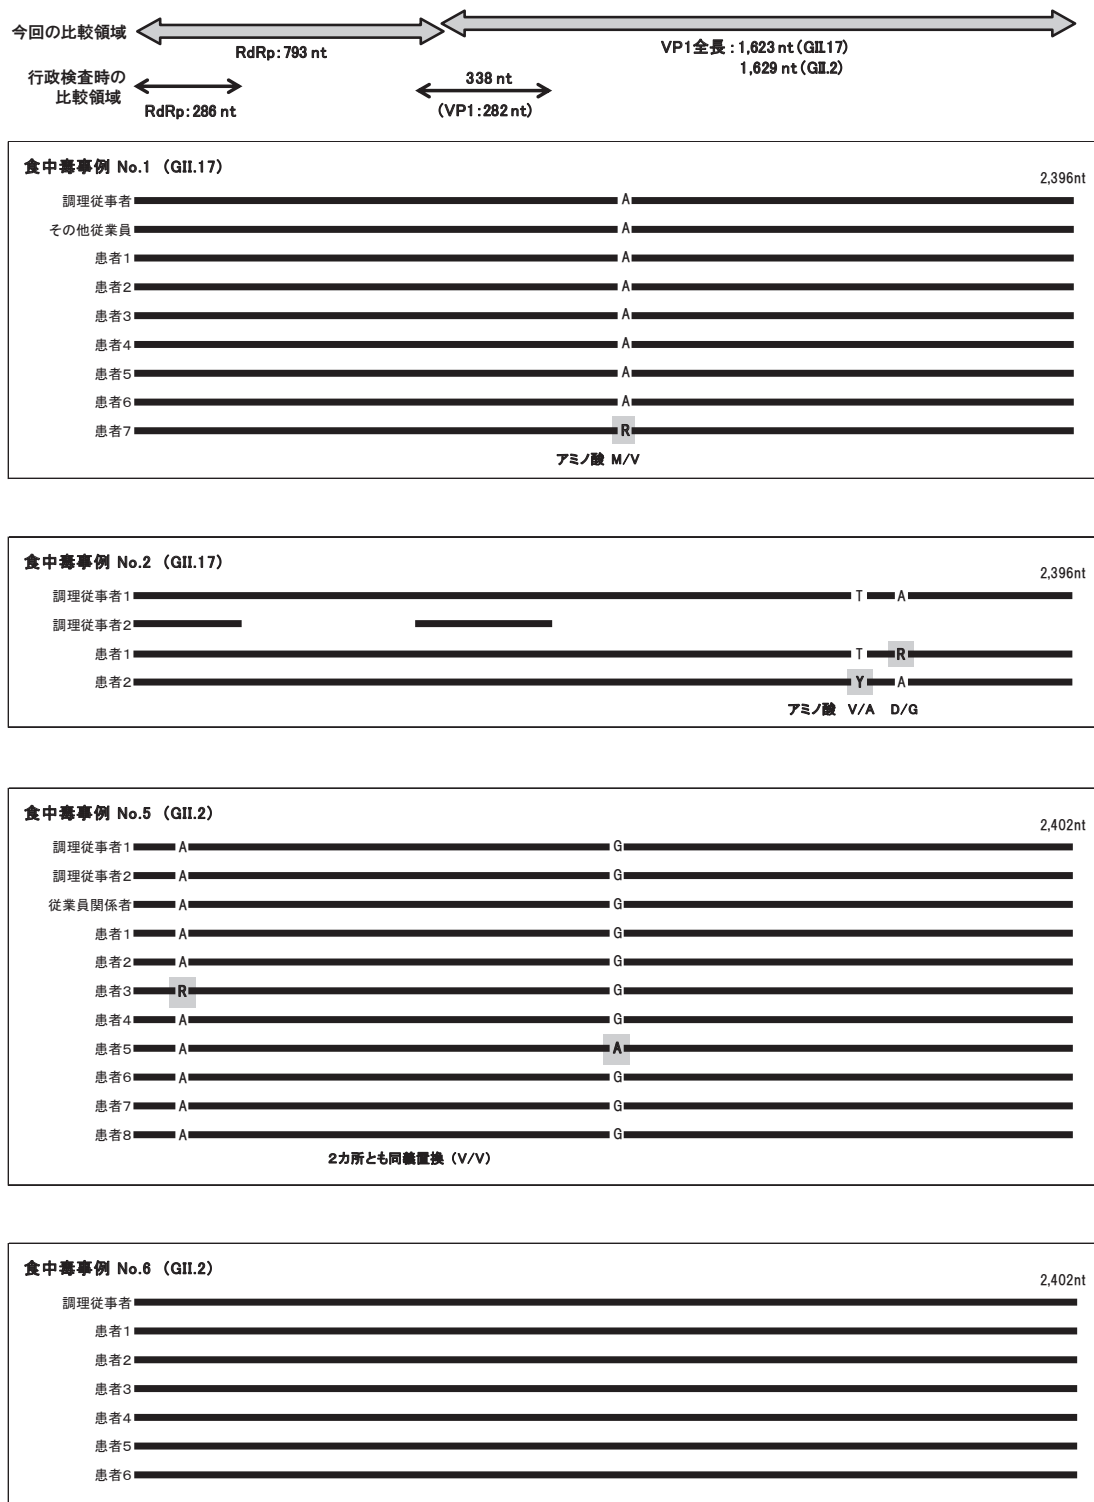 今回の比較領域
RdRp:793 nt
VP1全長:1,623 nt(GII.17)
1,629 nt(GII.2)
行政検査時の
比較領域
RdRp:286 nt
338 nt
(VP1:282 nt)
食中毒事例 No.1 (GII.17)
2,396nt
調理従事者 A
その他従業員 A
患者1 A
患者2 A
患者3 A
患者4 A
患者5 A
患者6 A
患者7 R
アミノ酸 M/V
食中毒事例 No.2 (GII.17)
2,396nt
調理従事者1 T A
調理従事者2
患者1 T R
患者2 Y A
アミノ酸 V/A D/G
食中毒事例 No.5 (GII.2)
2,402nt
調理従事者1 A G
調理従事者2 A G
従業員関係者 A G
患者1 A G
患者2 A G
患者3 R G
患者4 A G
患者5 A A
患者6 A G
患者7 A G
患者8 A G
2カ所とも同義置換 (V/V)
食中毒事例 No.6 (GII.2)
2,402nt
調理従事者
患者1
患者2
患者3
患者4
患者5
患者6